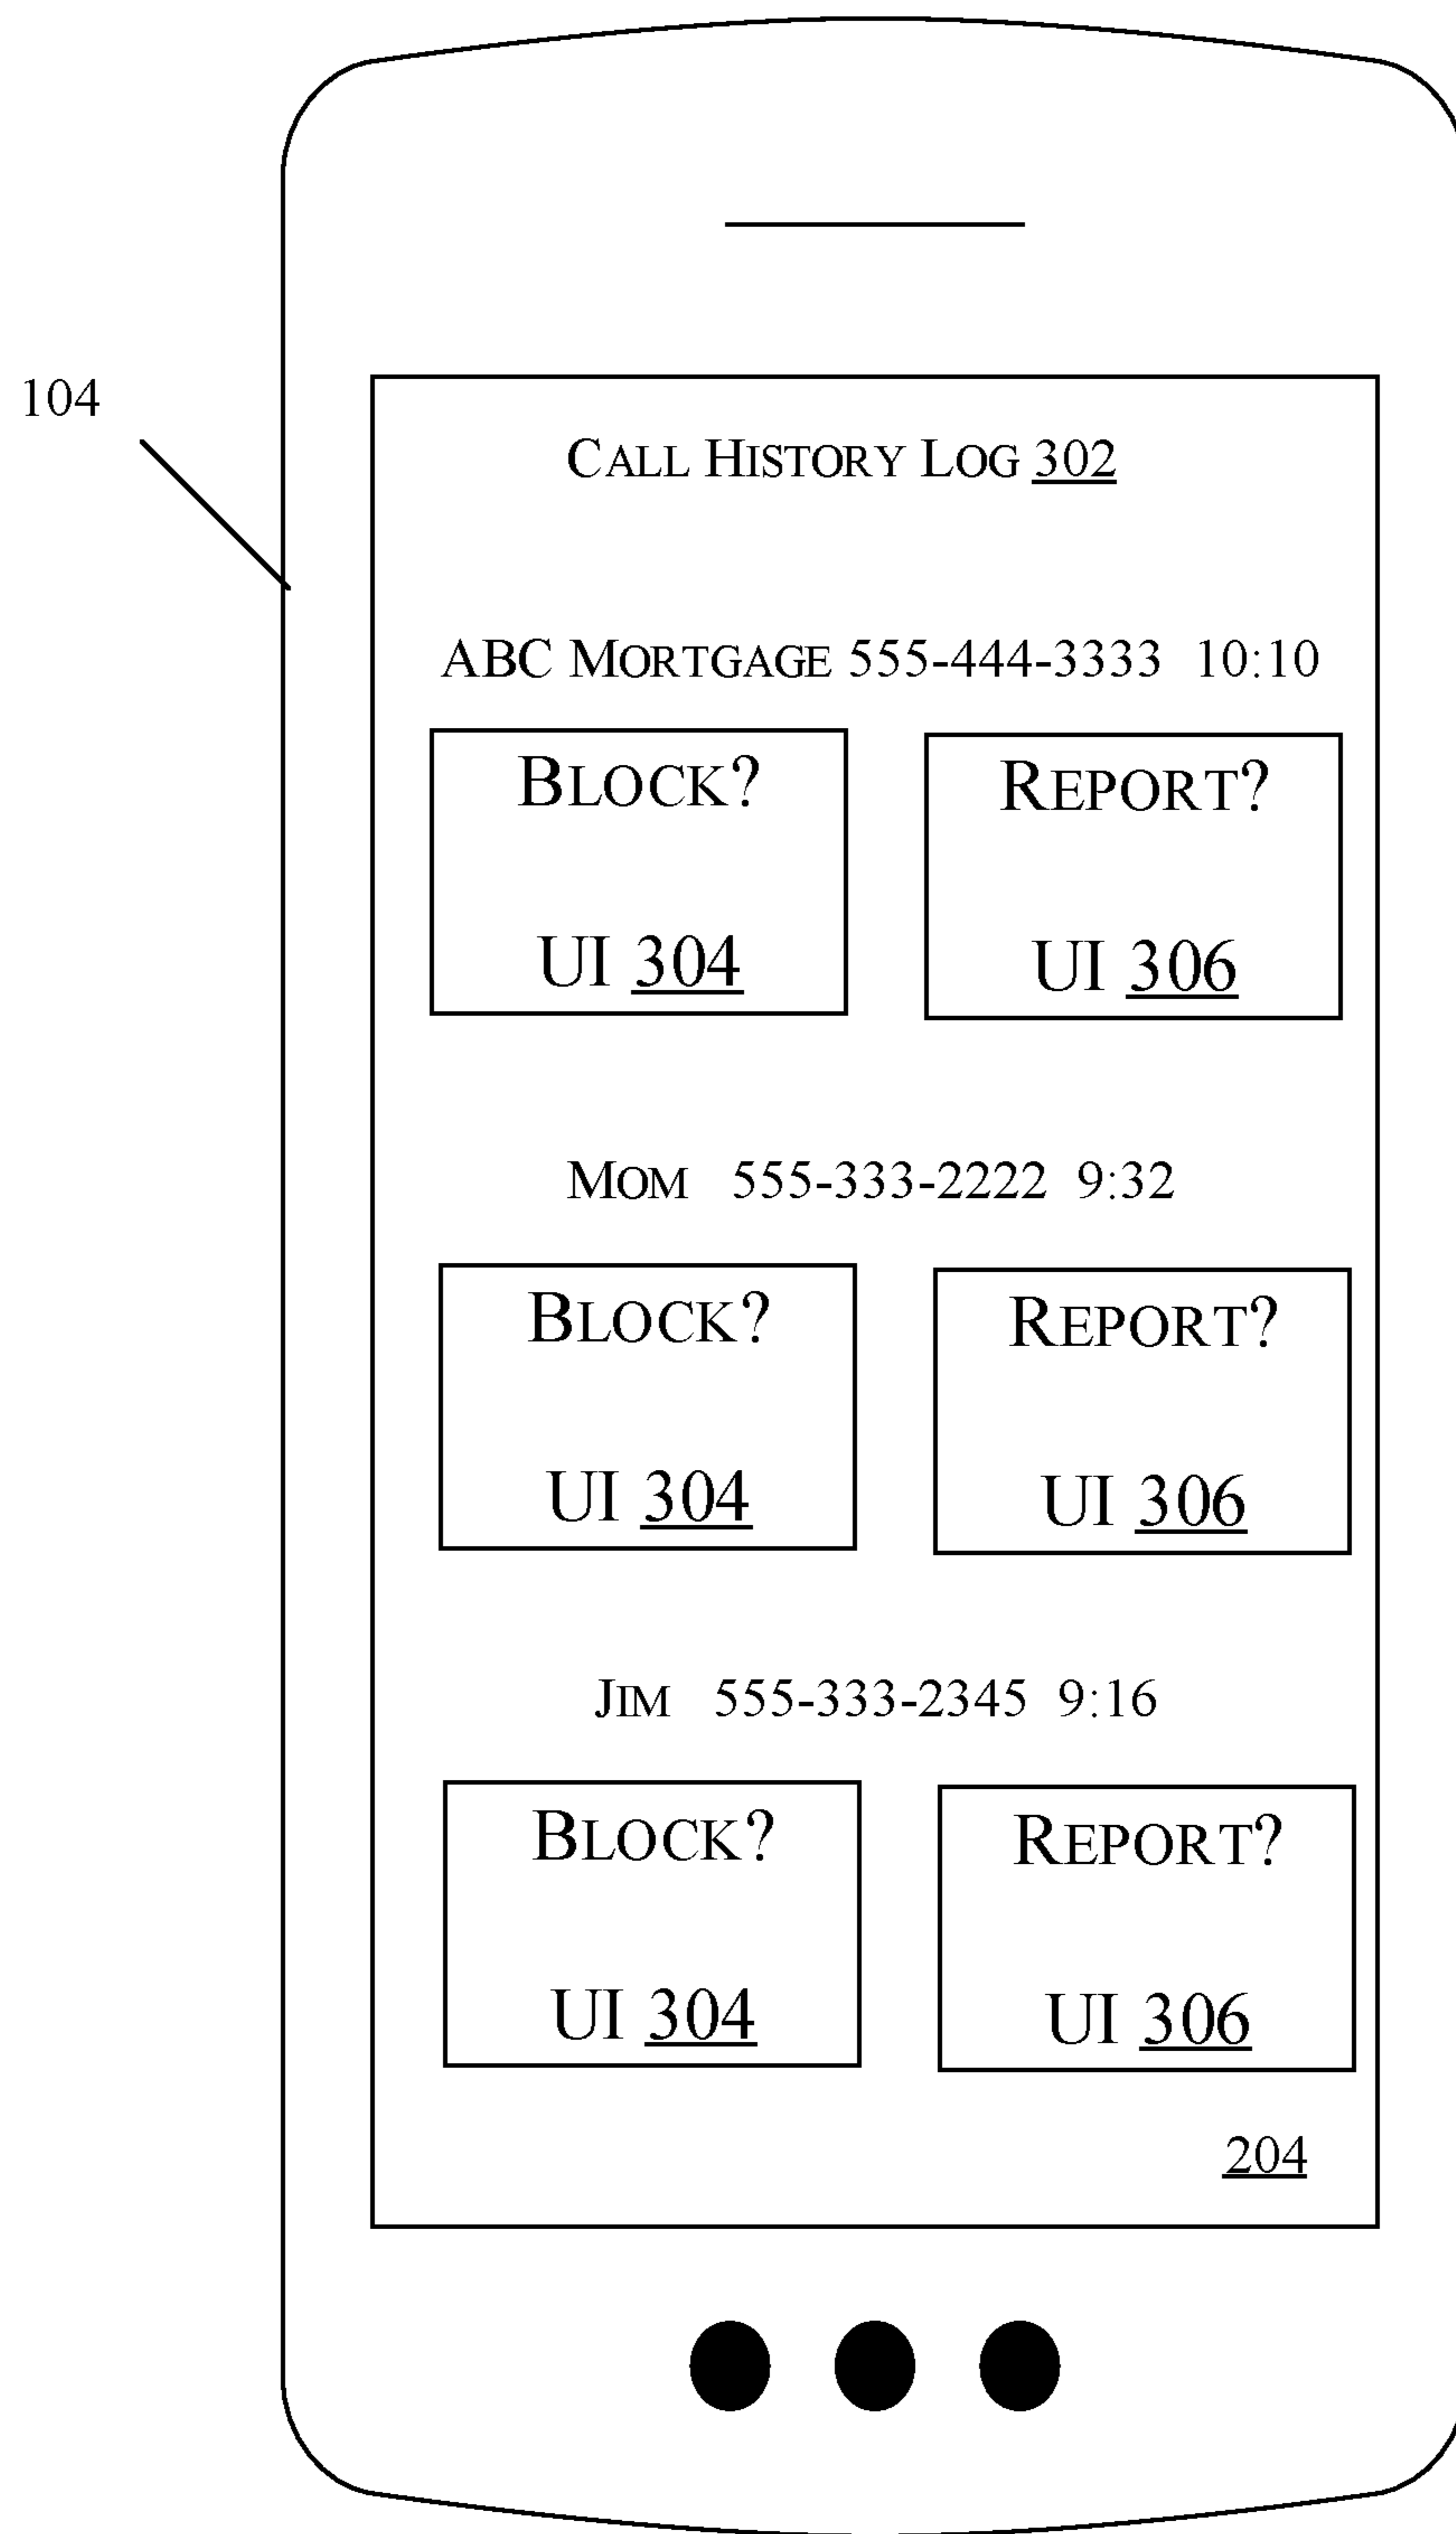 104
CALL HISTORY LOG 302
ABC MORTGAGE 555-444-3333 10:10
BLOCK? REPORT?
UI 304 UI 306
MOM 555-333-2222 9:32
BLOCK? REPORT?
UI 304 UI 306
JIM 555-333-2345 9:16
BLOCK? REPORT?
UI 304 UI 306
204